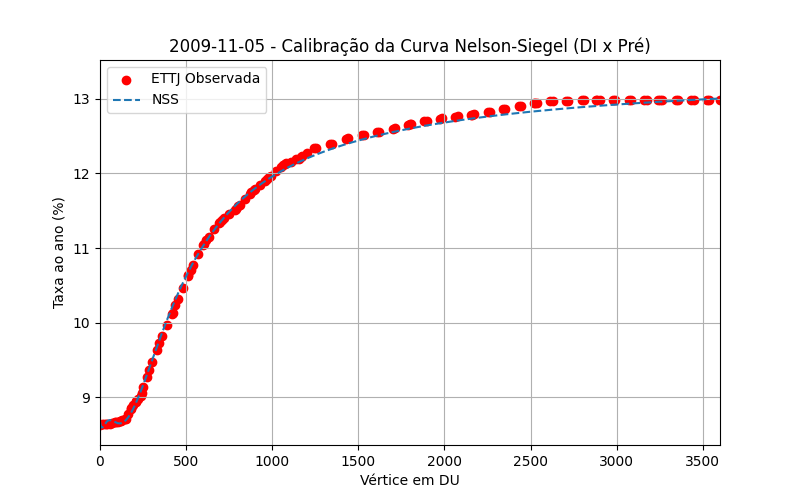 2009-11-05 - Calibração da Curva Nelson-Siegel (DI x Pré)
ETTJ Observada
NSS
Taxa ao ano (%)
13
12
11
10
9
0 500 1000 1500 2000 2500 3000 3500
Vértice em DU